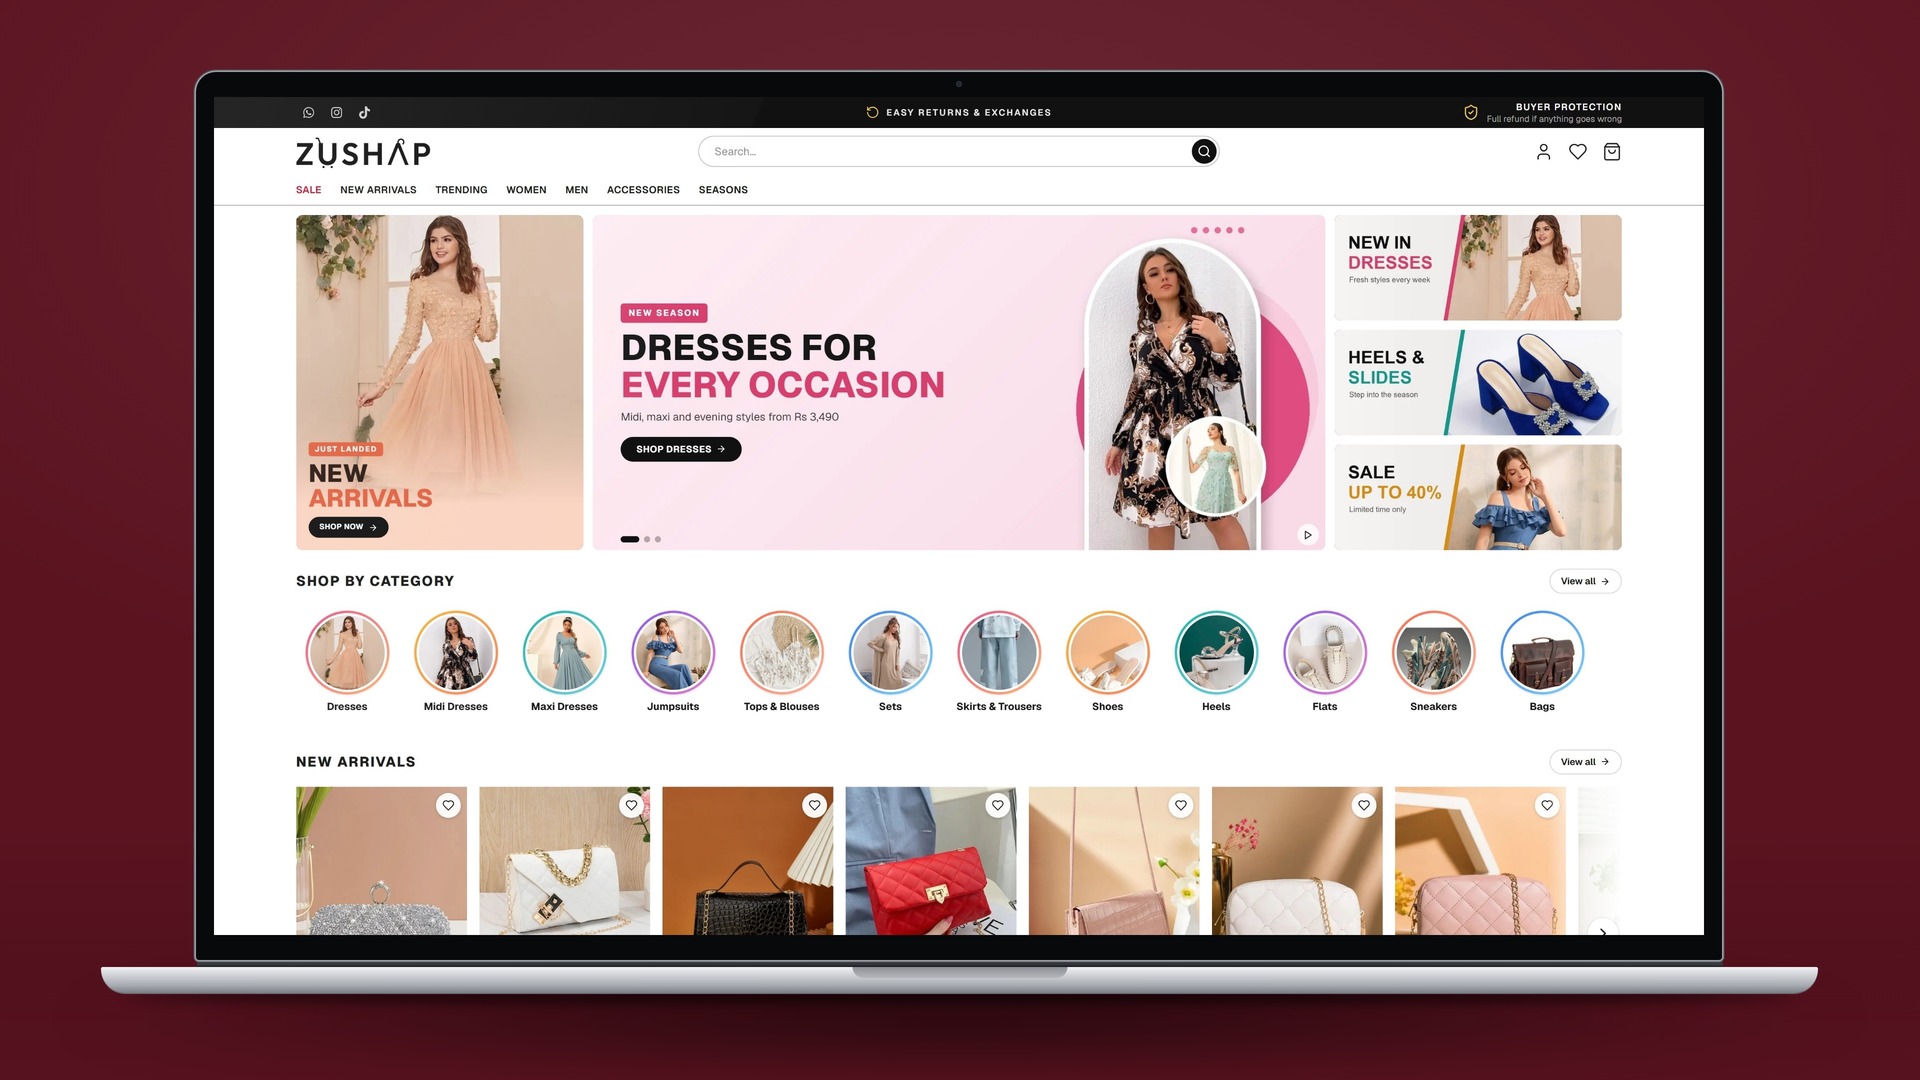 EASY RETURNS & EXCHANGES
BUYER PROTECTION
Full refund if anything goes wrong
ZUSHAP
Search...
SALE NEW ARRIVALS TRENDING WOMEN MEN ACCESSORIES SEASONS
JUST LANDED
NEW
ARRIVALS
SHOP NOW →
NEW SEASON
DRESSES FOR
EVERY OCCASION
Midi, maxi and evening styles from Rs 3,490
SHOP DRESSES →
NEW IN
DRESSES
Fresh styles every week
HEELS &
SLIDES
Step into the season
SALE
UP TO 40%
Limited time only
SHOP BY CATEGORY
View all →
Dresses
Midi Dresses
Maxi Dresses
Jumpsuits
Tops & Blouses
Sets
Skirts & Trousers
Shoes
Heels
Flats
Sneakers
Bags
NEW ARRIVALS
View all →